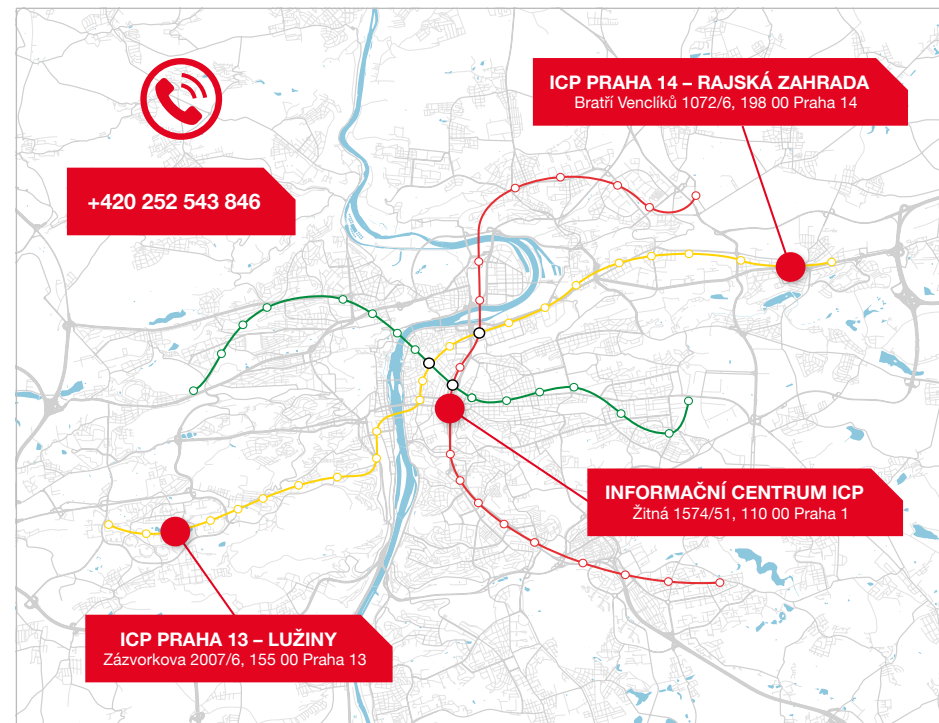 ICP PRAHA 14 – RAJSKÁ ZAHRADA
Bratří Venclíků 1072/6, 198 00 Praha 14
+420 252 543 846
INFORMAČNÍ CENTRUM ICP
Žitná 1574/51, 110 00 Praha 1
ICP PRAHA 13 – LUŽINY
Zázvorkova 2007/6, 155 00 Praha 13